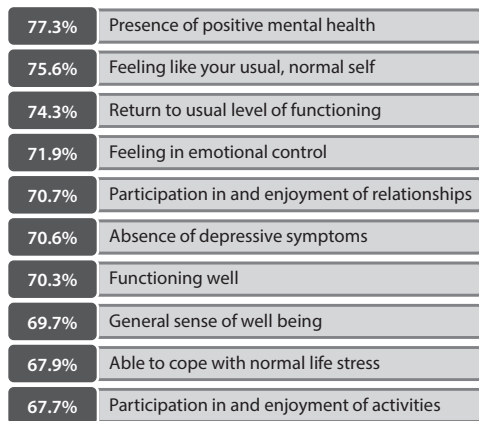 77.3% Presence of positive mental health
75.6% Feeling like your usual, normal self
74.3% Return to usual level of functioning
71.9% Feeling in emotional control
70.7% Participation in and enjoyment of relationships
70.6% Absence of depressive symptoms
70.3% Functioning well
69.7% General sense of well being
67.9% Able to cope with normal life stress
67.7% Participation in and enjoyment of activities